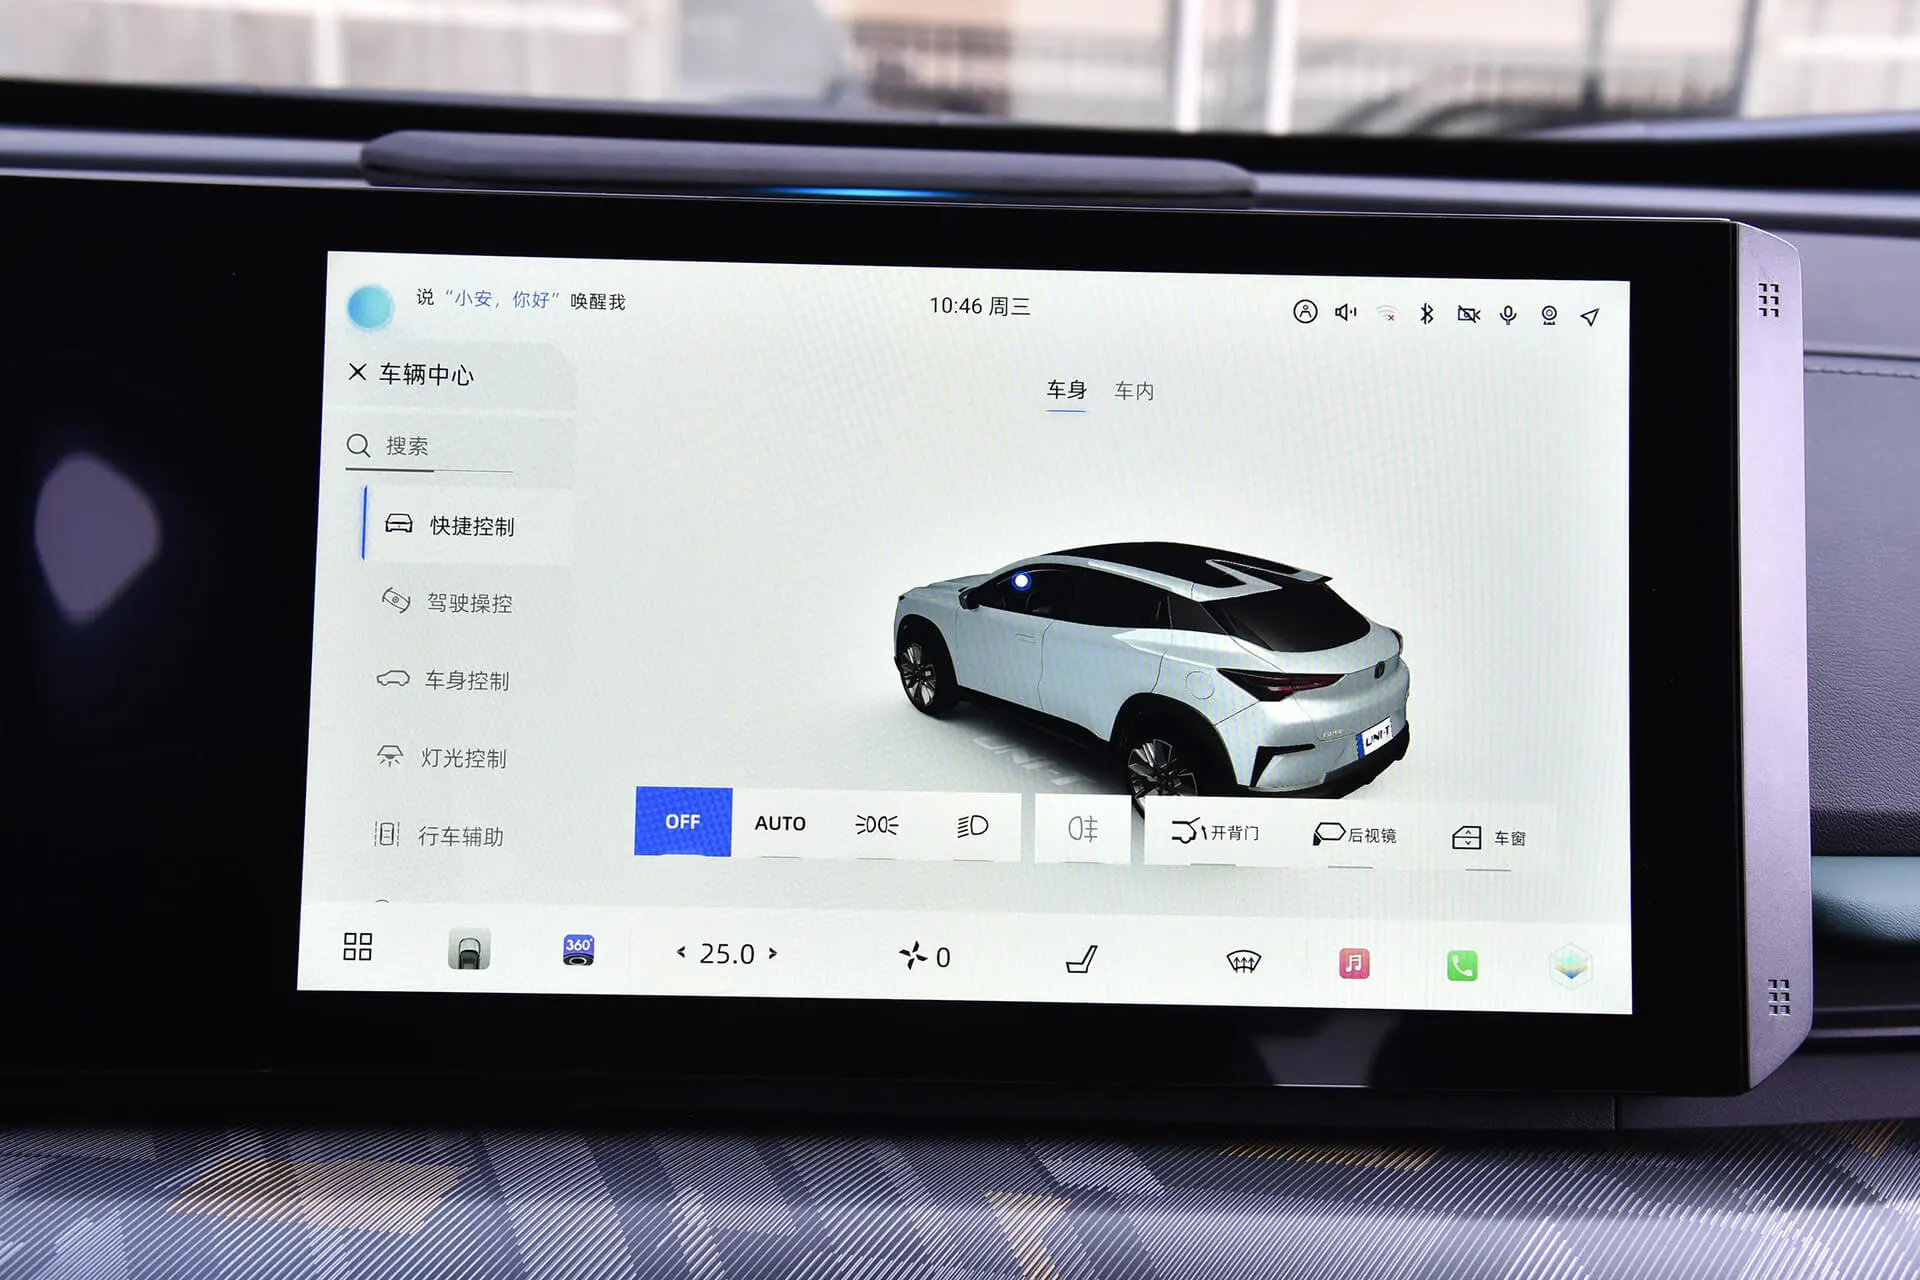 说 “小安，你好” 唤醒我
10:46 周三
车辆中心
车身 车内
搜索
快捷控制
驾驶操控
车身控制
灯光控制
行车辅助
OFF AUTO 开背门 后视镜 车窗
UNI-T
360°
< 25.0 >
0